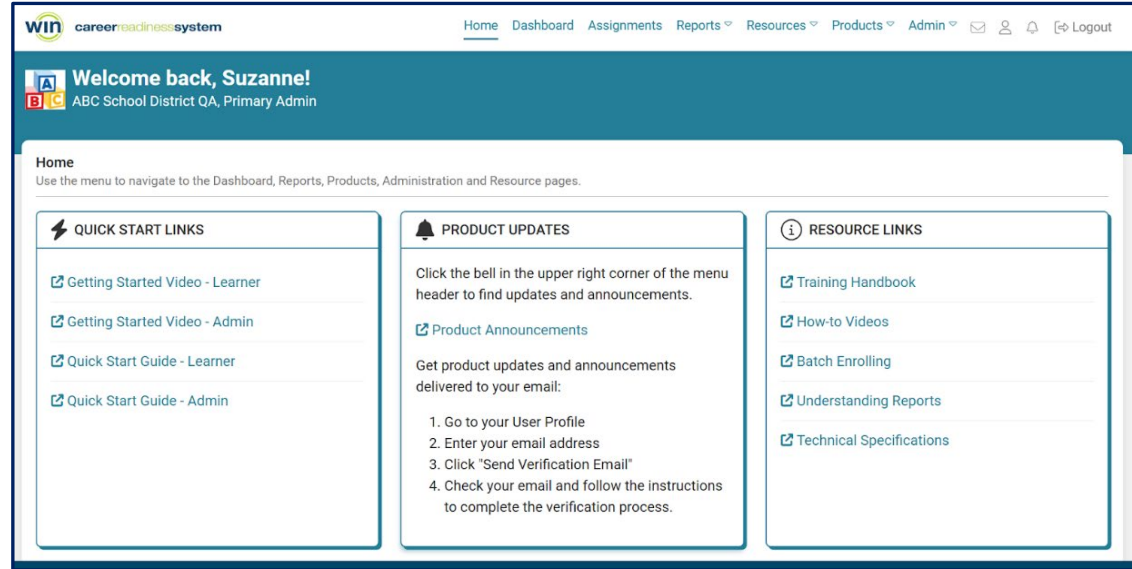 win careerreadinesssystem
Home Dashboard Assignments Reports Resources Products Admin Logout
A
B C
Welcome back, Suzanne!
ABC School District QA, Primary Admin
Home
Use the menu to navigate to the Dashboard, Reports, Products, Administration and Resource pages.
QUICK START LINKS
Getting Started Video - Learner
Getting Started Video - Admin
Quick Start Guide - Learner
Quick Start Guide - Admin
PRODUCT UPDATES
Click the bell in the upper right corner of the menu
header to find updates and announcements.
Product Announcements
Get product updates and announcements
delivered to your email:
1. Go to your User Profile
2. Enter your email address
3. Click "Send Verification Email"
4. Check your email and follow the instructions
to complete the verification process.
RESOURCE LINKS
Training Handbook
How-to Videos
Batch Enrolling
Understanding Reports
Technical Specifications